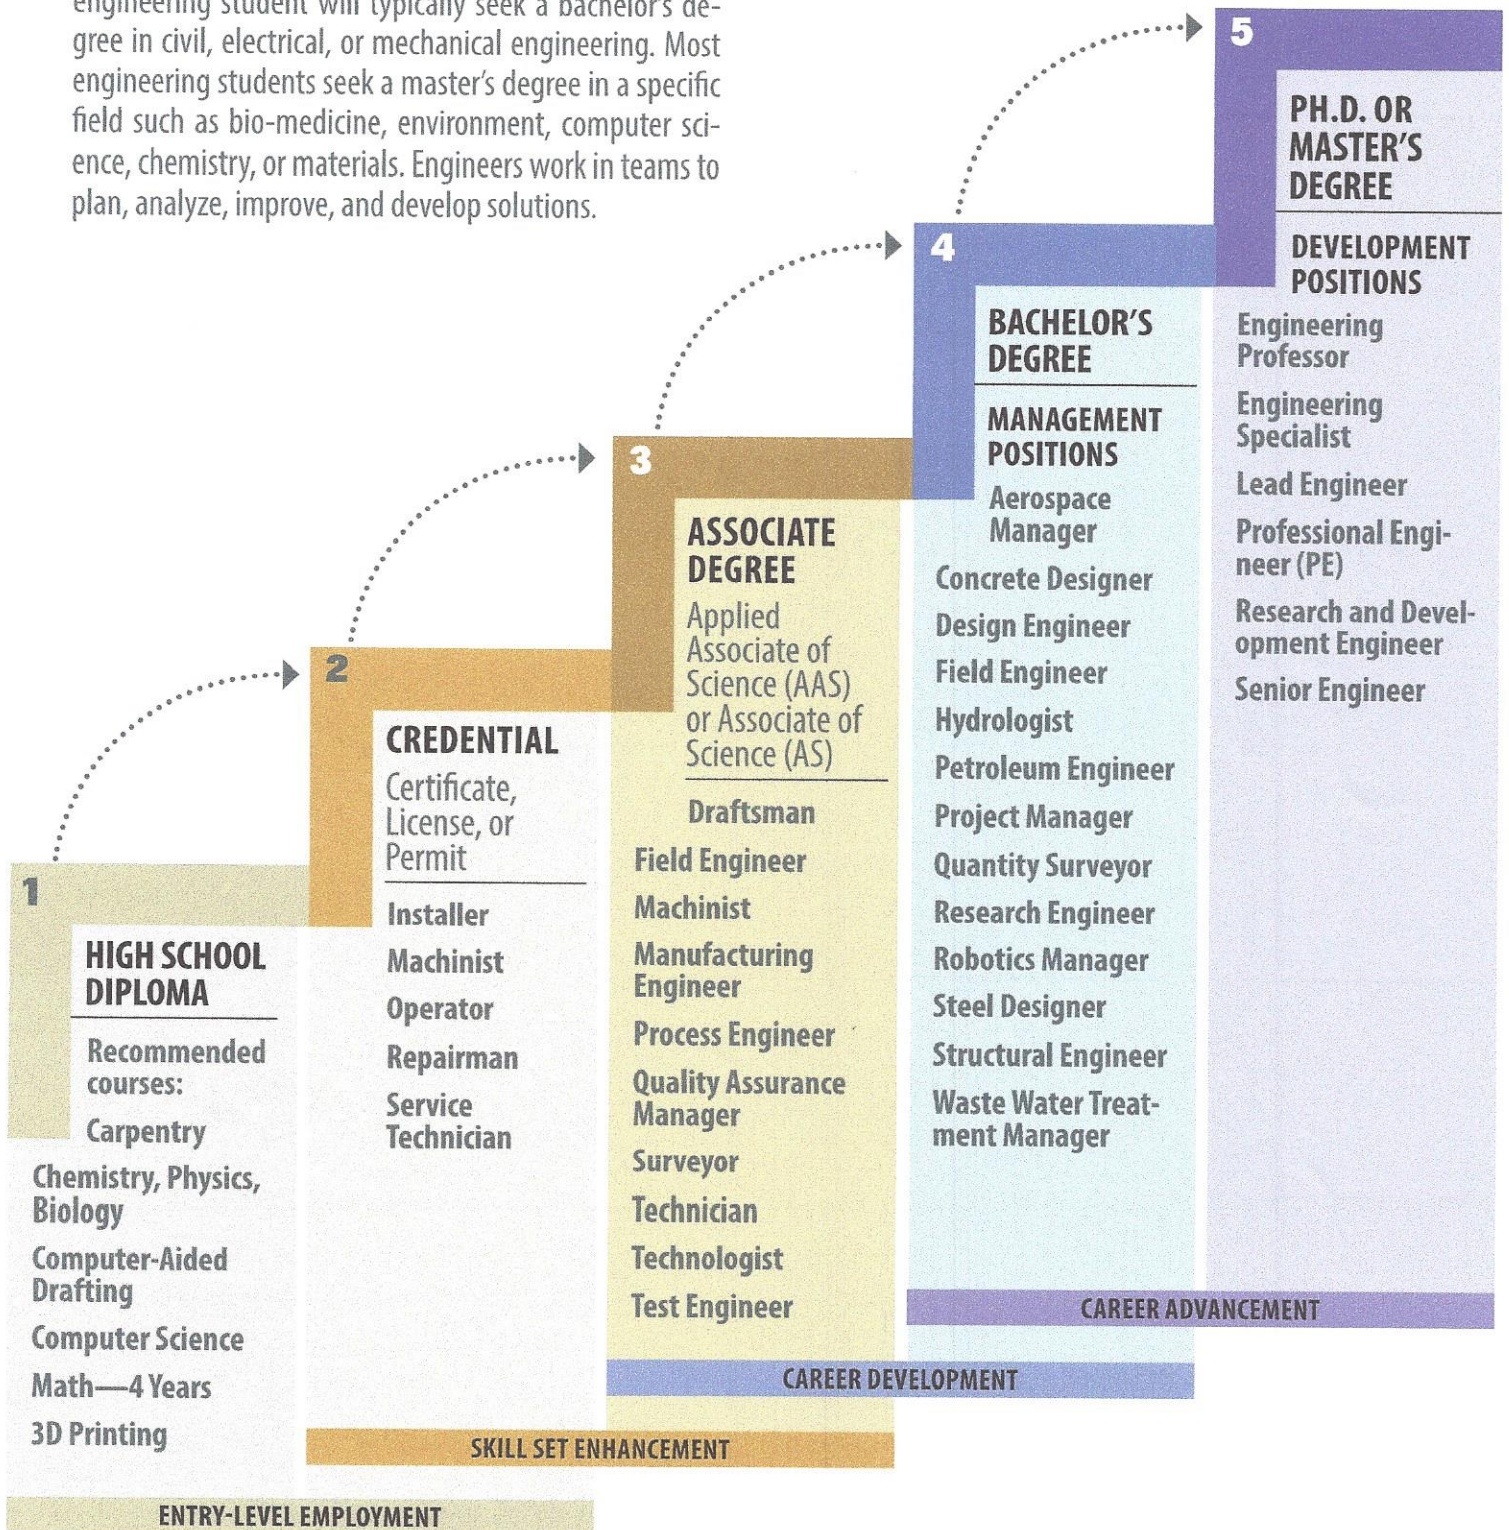 engineering student will typically seek a bachelor's de-
gree in civil, electrical, or mechanical engineering. Most
engineering students seek a master's degree in a specific
field such as bio-medicine, environment, computer sci-
ence, chemistry, or materials. Engineers work in teams to
plan, analyze, improve, and develop solutions.
1
HIGH SCHOOL
DIPLOMA
Recommended
courses:
Carpentry
Chemistry, Physics,
Biology
Computer-Aided
Drafting
Computer Science
Math—4 Years
3D Printing
2
CREDENTIAL
Certificate,
License, or
Permit
Installer
Machinist
Operator
Repairman
Service
Technician
3
ASSOCIATE
DEGREE
Applied
Associate of
Science (AAS)
or Associate of
Science (AS)
Draftsman
Field Engineer
Machinist
Manufacturing
Engineer
Process Engineer
Quality Assurance
Manager
Surveyor
Technician
Technologist
Test Engineer
4
BACHELOR'S
DEGREE
MANAGEMENT
POSITIONS
Aerospace
Manager
Concrete Designer
Design Engineer
Field Engineer
Hydrologist
Petroleum Engineer
Project Manager
Quantity Surveyor
Research Engineer
Robotics Manager
Steel Designer
Structural Engineer
Waste Water Treat-
ment Manager
5
PH.D. OR
MASTER'S
DEGREE
DEVELOPMENT
POSITIONS
Engineering
Professor
Engineering
Specialist
Lead Engineer
Professional Engi-
neer (PE)
Research and Devel-
opment Engineer
Senior Engineer
CAREER ADVANCEMENT
CAREER DEVELOPMENT
SKILL SET ENHANCEMENT
ENTRY-LEVEL EMPLOYMENT